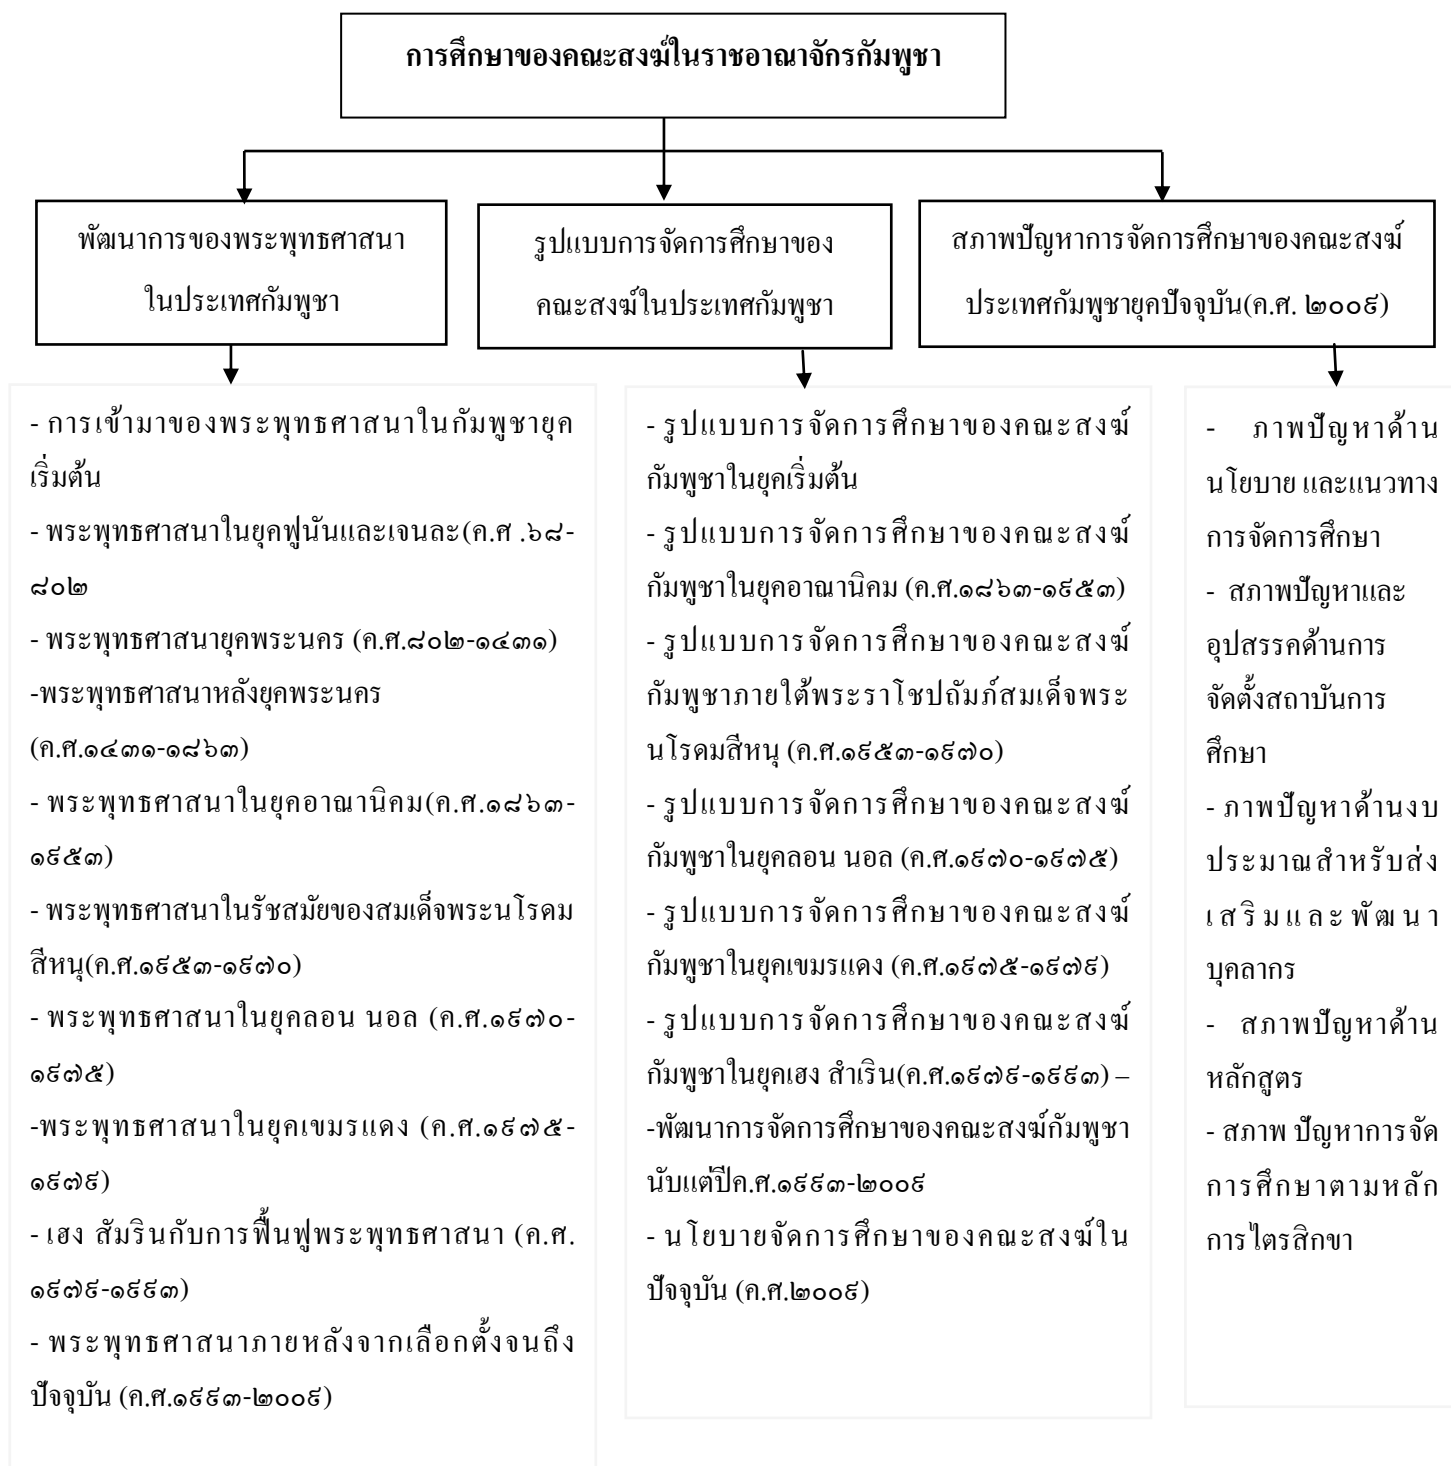 การศึกษาของคณะสงฆ์ในราชอาณาจักรกัมพูชา
พัฒนาการของพระพุทธศาสนา
ในประเทศกัมพูชา
รูปแบบการจัดการศึกษาของ
คณะสงฆ์ในประเทศกัมพูชา
สภาพปัญหาการจัดการศึกษาของคณะสงฆ์
ประเทศกัมพูชายุคปัจจุบัน(ค.ศ. ๒๐๐๙)
- การเข้ามาของพระพุทธศาสนาในกัมพูชายุค
เริ่มต้น
- พระพุทธศาสนาในยุคฟูนันและเจนละ(ค.ศ .๖๘-
๘๐๒
- พระพุทธศาสนายุคพระนคร (ค.ศ.๘๐๒-๑๔๓๑)
-พระพุทธศาสนาหลังยุคพระนคร
(ค.ศ.๑๔๓๑-๑๘๖๓)
- พระพุทธศาสนาในยุคอาณานิคม(ค.ศ.๑๘๖๓-
๑๙๕๓)
- พระพุทธศาสนาในรัชสมัยของสมเด็จพระนโรดม
สีหนุ(ค.ศ.๑๙๕๓-๑๙๗๐)
- พระพุทธศาสนาในยุคลอน นอล (ค.ศ.๑๙๗๐-
๑๙๗๕)
-พระพุทธศาสนาในยุคเขมรแดง (ค.ศ.๑๙๗๕-
๑๙๗๙)
- เฮง สัมรินกับการฟื้นฟูพระพุทธศาสนา (ค.ศ.
๑๙๗๙-๑๙๙๓)
- พระพุทธศาสนาภายหลังจากเลือกตั้งจนถึง
ปัจจุบัน (ค.ศ.๑๙๙๓-๒๐๐๙)
- รูปแบบการจัดการศึกษาของคณะสงฆ์
กัมพูชาในยุคเริ่มต้น
- รูปแบบการจัดการศึกษาของคณะสงฆ์
กัมพูชาในยุคอาณานิคม (ค.ศ.๑๘๖๓-๑๙๕๓)
- รูปแบบการจัดการศึกษาของคณะสงฆ์
กัมพูชาภายใต้พระราโชปถัมภ์สมเด็จพระ
นโรดมสีหนุ (ค.ศ.๑๙๕๓-๑๙๗๐)
- รูปแบบการจัดการศึกษาของคณะสงฆ์
กัมพูชาในยุคลอน นอล (ค.ศ.๑๙๗๐-๑๙๗๕)
- รูปแบบการจัดการศึกษาของคณะสงฆ์
กัมพูชาในยุคเขมรแดง (ค.ศ.๑๙๗๕-๑๙๗๙)
- รูปแบบการจัดการศึกษาของคณะสงฆ์
กัมพูชาในยุคเฮง สำเริน(ค.ศ.๑๙๗๙-๑๙๙๓) –
-พัฒนาการจัดการศึกษาของคณะสงฆ์กัมพูชา
นับแต่ปีค.ศ.๑๙๙๓-๒๐๐๙
- นโยบายจัดการศึกษาของคณะสงฆ์ใน
ปัจจุบัน (ค.ศ.๒๐๐๙)
- ภาพปัญหาด้าน
นโยบาย และแนวทาง
การจัดการศึกษา
- สภาพปัญหาและ
อุปสรรคด้านการ
จัดตั้งสถาบันการ
ศึกษา
- ภาพปัญหาด้านงบ
ประมาณสำหรับส่ง
เสริมและพัฒนา
บุคลากร
- สภาพปัญหาด้าน
หลักสูตร
- สภาพ ปัญหาการจัด
การศึกษาตามหลัก
การไตรสิกขา